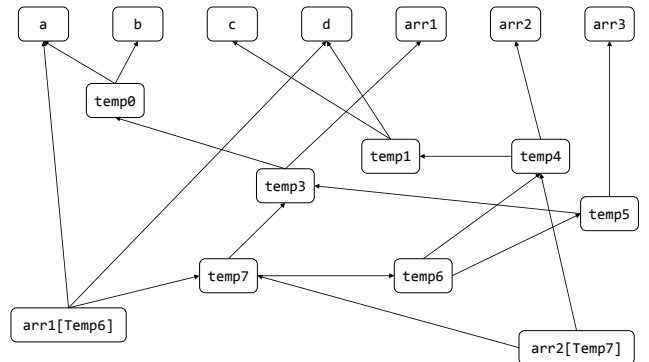 a
b
c
d
arr1
arr2
arr3
temp0
temp1
temp4
temp3
temp5
temp7
temp6
arr1[Temp6]
arr2[Temp7]